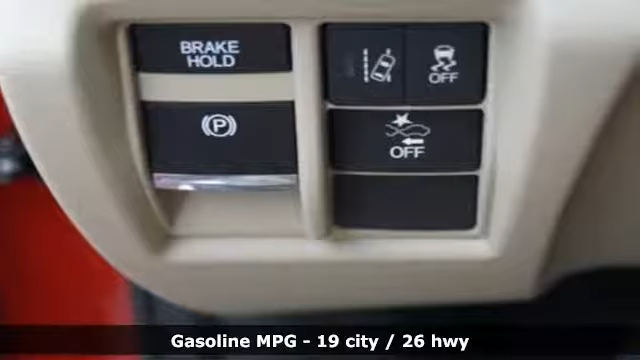 BRAKE
HOLD
OFF
(P)
OFF
Gasoline MPG - 19 city / 26 hwy